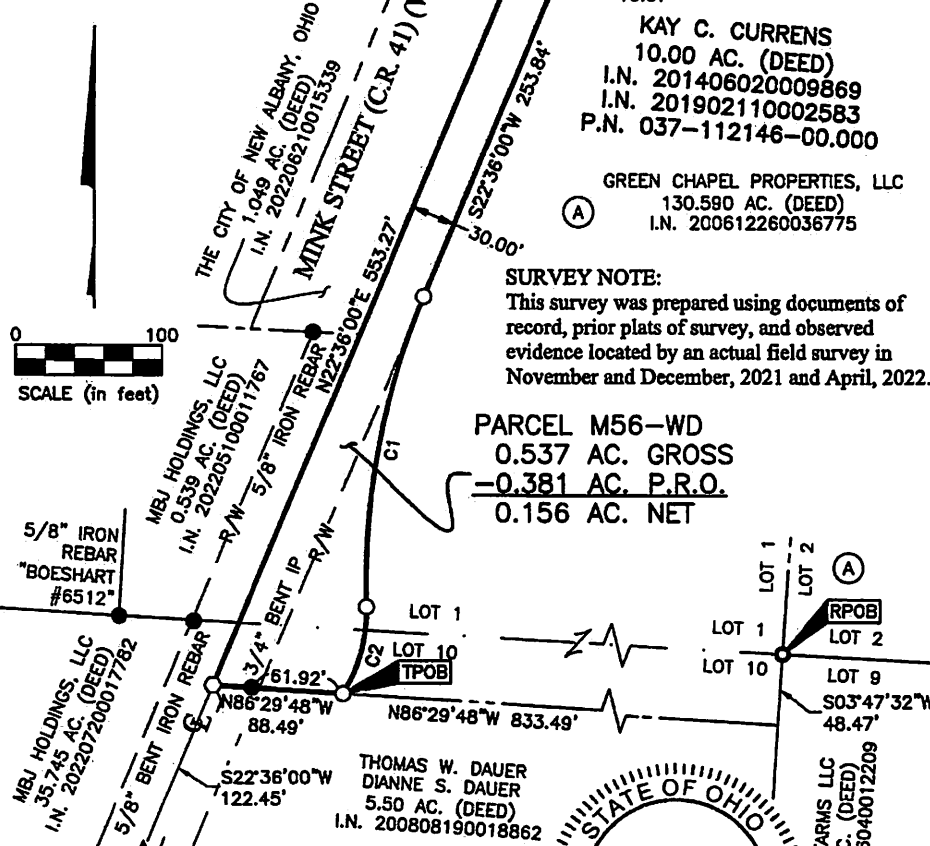 KAY C. CURRENS
10.00 AC. (DEED)
I.N. 201406020009869
I.N. 201902110002583
P.N. 037-112146-00.000
THE CITY OF NEW ALBANY, OHIO
1.049 AC. (DEED)
I.N. 202206210015339
MINK STREET (C.R. 41)
S22°36'00"W 253.84'
GREEN CHAPEL PROPERTIES, LLC
130.590 AC. (DEED)
I.N. 200612260036775
A
30.00'
N22°36'00"E 553.27'
SURVEY NOTE:
This survey was prepared using documents of
record, prior plats of survey, and observed
evidence located by an actual field survey in
November and December, 2021 and April, 2022.
0 100
SCALE (in feet)
MBJ HOLDINGS, LLC
0.539 AC. (DEED)
I.N. 202205100011767
R/W
5/8" IRON REBAR
C1
PARCEL M56-WD
0.537 AC. GROSS
-0.381 AC. P.R.O.
0.156 AC. NET
5/8" IRON
REBAR
"BOESHART
#6512"
3/4" BENT IP
R/W
LOT 1
LOT 10
C2
TPOB
61.92'
N86°29'48"W
88.49'
N86°29'48"W 833.49'
LOT 1
LOT 2
A
RPOB
LOT 1
LOT 2
LOT 10
LOT 9
S03°47'32"W
48.47'
MBJ HOLDINGS, LLC
35.745 AC. (DEED)
I.N. 202207200017782
5/8" BENT IRON REBAR
S22°36'00"W
122.45'
THOMAS W. DAUER
DIANNE S. DAUER
5.50 AC. (DEED)
I.N. 200808190018862
STATE OF OHIO
ARMS LLC
C. (DEED)
6040012209